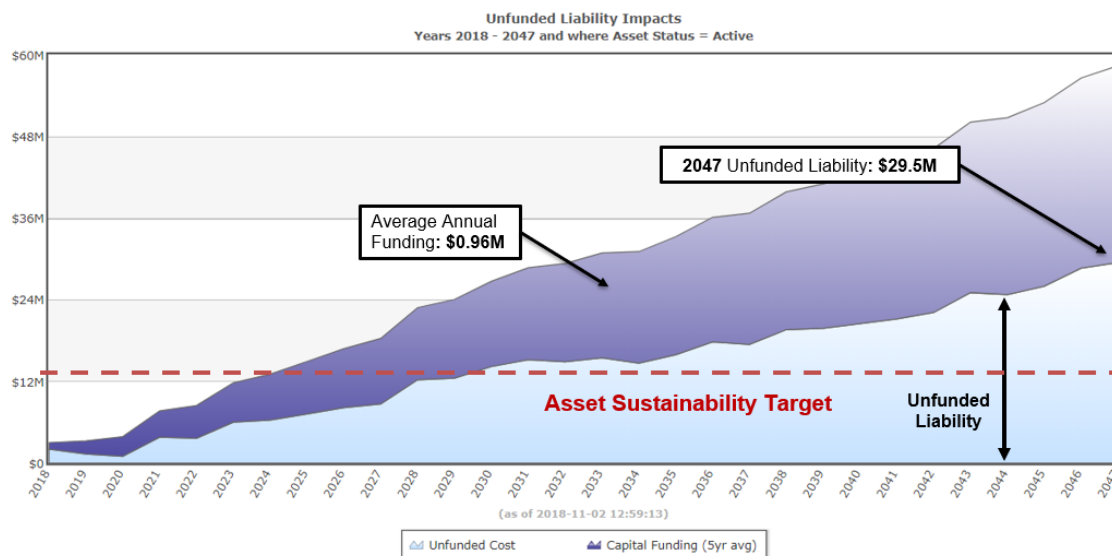 Unfunded Liability Impacts
Years 2018 - 2047 and where Asset Status = Active
$60M
$48M
$36M
$24M
$12M
$0
2047 Unfunded Liability: $29.5M
Average Annual
Funding: $0.96M
Asset Sustainability Target
Unfunded
Liability
2018
2019
2020
2021
2022
2023
2024
2025
2026
2027
2028
2029
2030
2031
2032
2033
2034
2035
2036
2037
2038
2039
2040
2041
2042
2043
2044
2045
2046
2047
(as of 2018-11-02 12:59:13)
Unfunded Cost
Capital Funding (5yr avg)